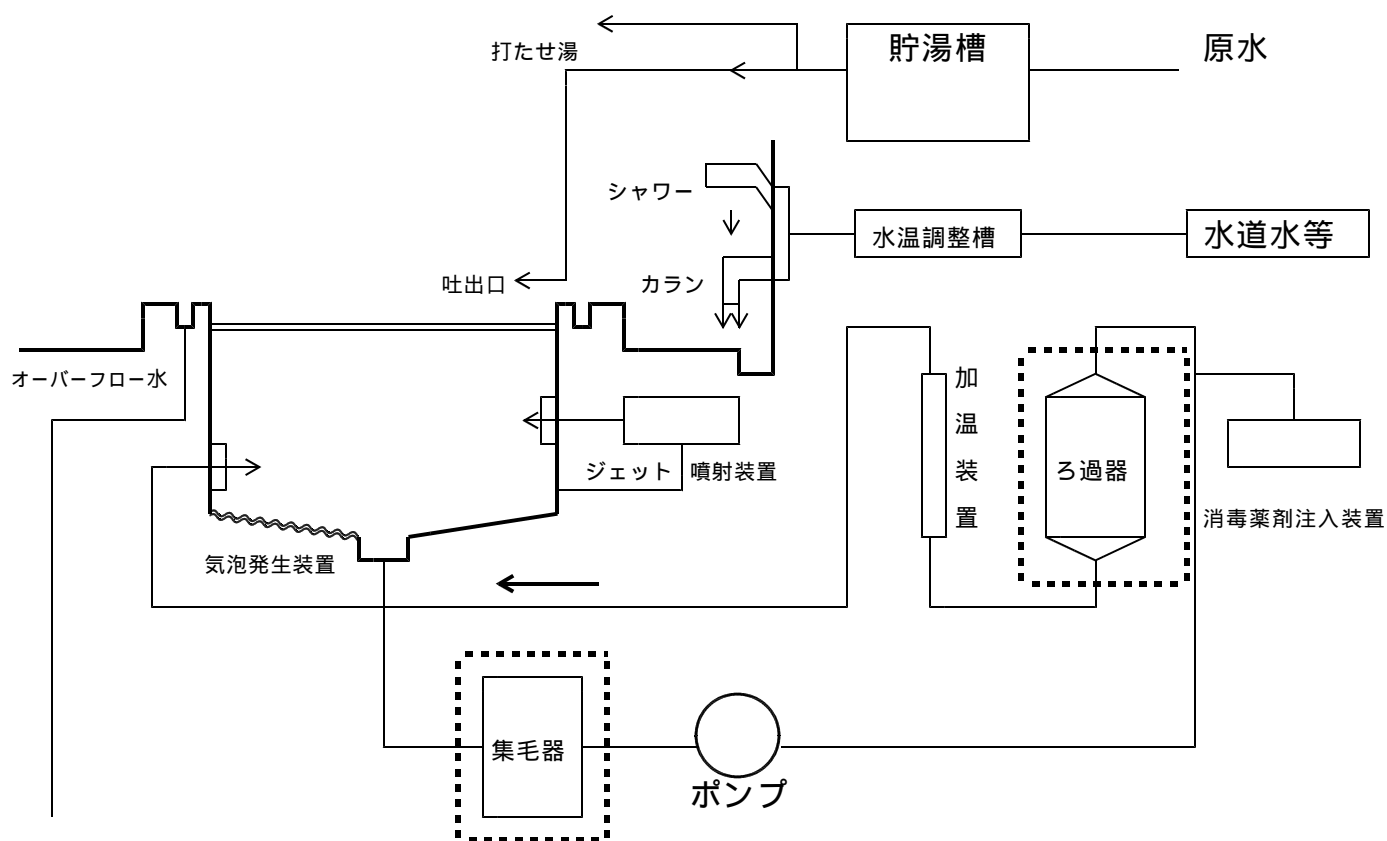 貯湯槽
原水
打たせ湯
シャワー
水温調整槽
水道水等
吐出口
カラン
オーバーフロー水
加温装置
ろ過器
ジェット 噴射装置
消毒薬剤注入装置
気泡発生装置
集毛器
ポンプ